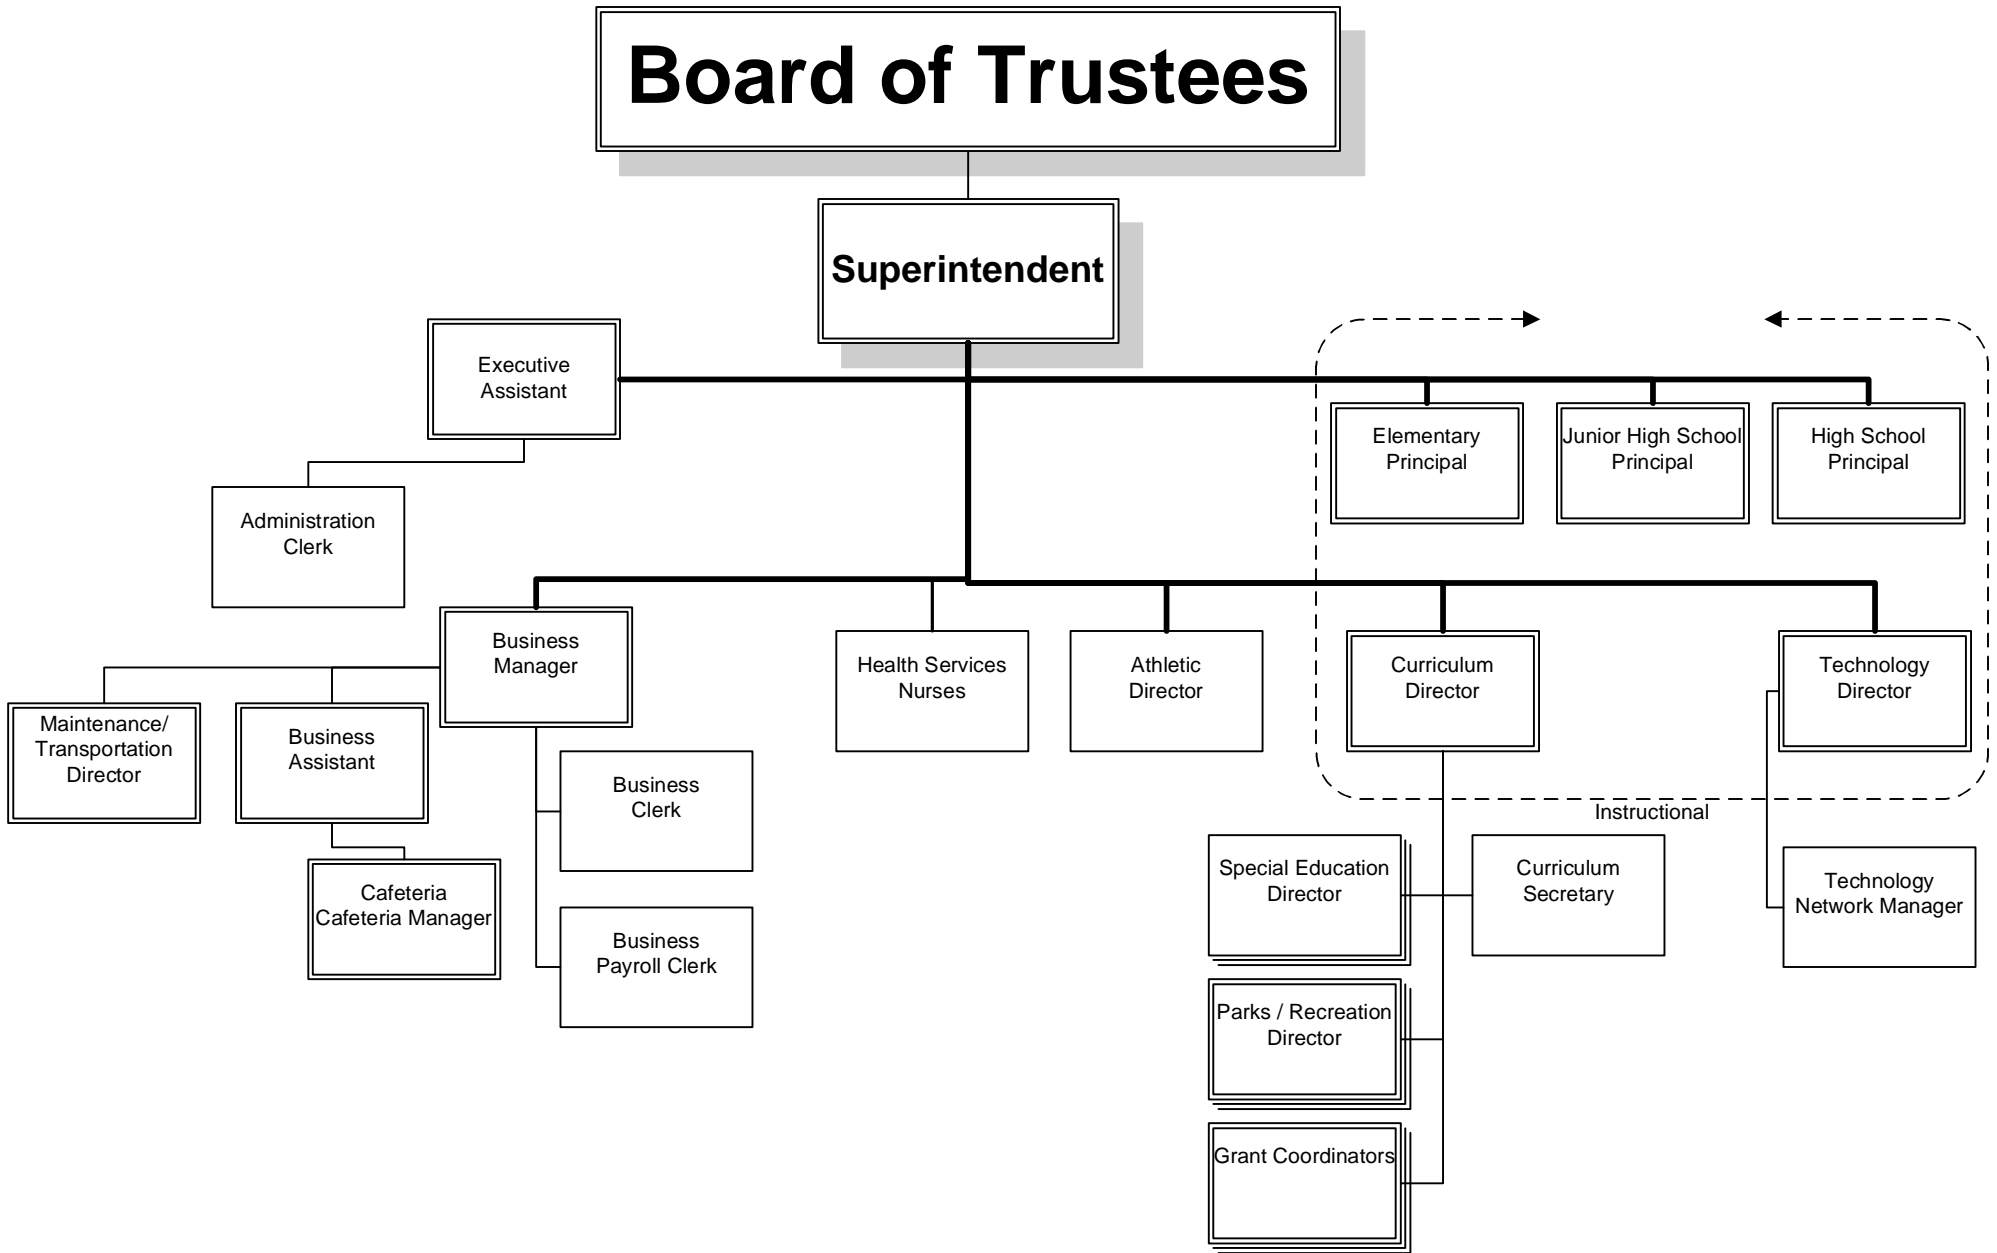 Board of Trustees
Superintendent
Executive
Assistant
Elementary
Principal
Junior High School
Principal
High School
Principal
Administration
Clerk
Business
Manager
Health Services
Nurses
Athletic
Director
Curriculum
Director
Technology
Director
Maintenance/
Transportation
Director
Business
Assistant
Business
Clerk
Instructional
Cafeteria
Cafeteria Manager
Business
Payroll Clerk
Special Education
Director
Curriculum
Secretary
Technology
Network Manager
Parks / Recreation
Director
Grant Coordinators